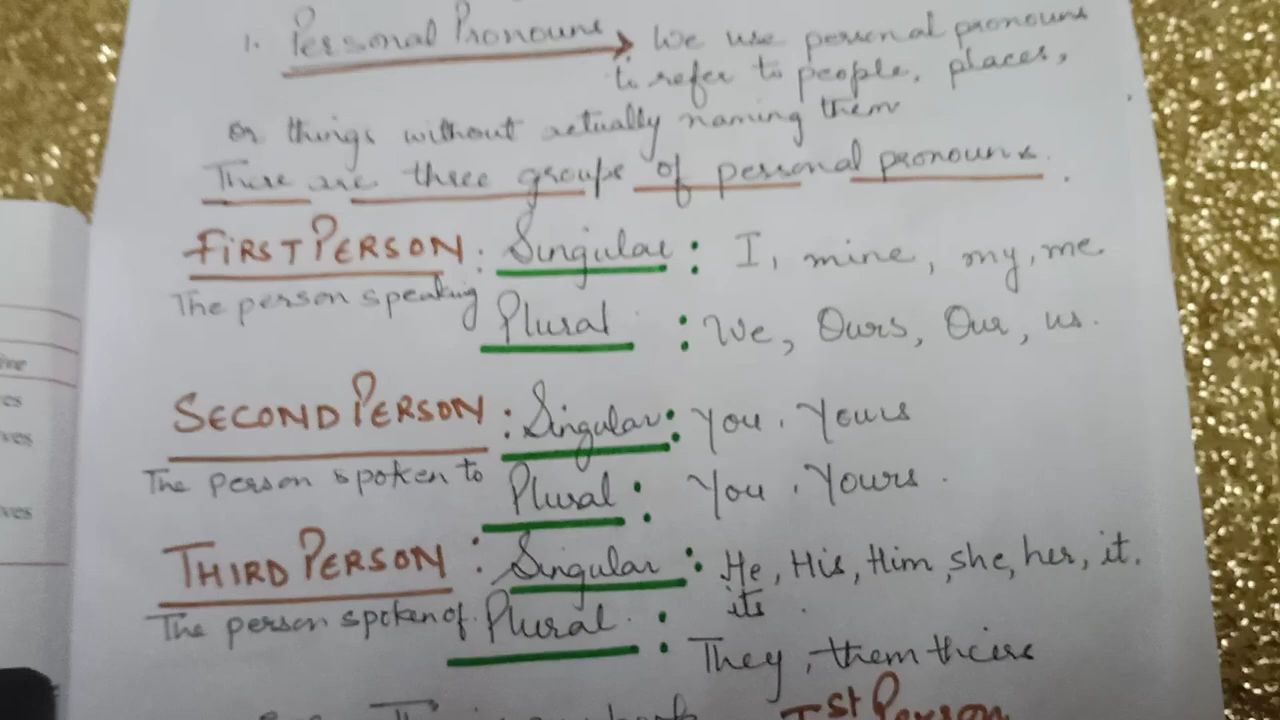 1. Personal Pronouns → We use personal pronouns
to refer to people, places,
or things without actually naming them
There are three groups of personal pronouns.
FIRST PERSON : Singular : I, mine, my, me
The person speaking
Plural : We, Ours, Our, us.
SECOND PERSON : Singular : You, Yours
The person spoken to
Plural : You, Yours.
THIRD PERSON : Singular : He, His, Him, she, her, it.
its.
The person spoken of. Plural :
They, them theirs
Ist Person
ves
ves